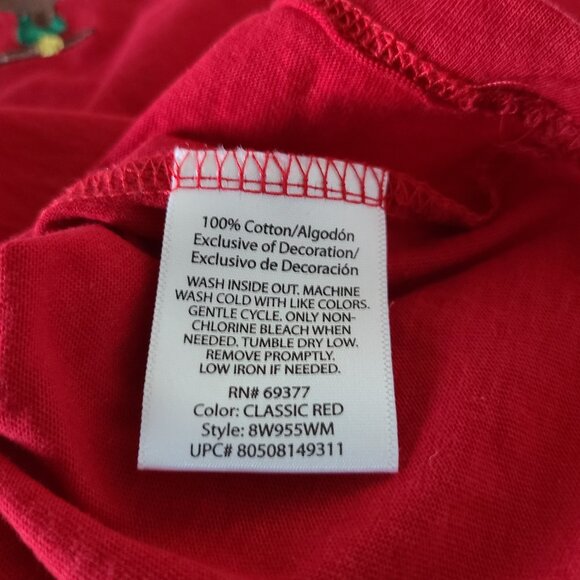 100% Cotton/Algodón
Exclusive of Decoration/
Exclusivo de Decoración
WASH INSIDE OUT. MACHINE
WASH COLD WITH LIKE COLORS.
GENTLE CYCLE. ONLY NON-
CHLORINE BLEACH WHEN
NEEDED. TUMBLE DRY LOW.
REMOVE PROMPTLY.
LOW IRON IF NEEDED.
RN# 69377
Color: CLASSIC RED
Style: 8W955WM
UPC# 80508149311